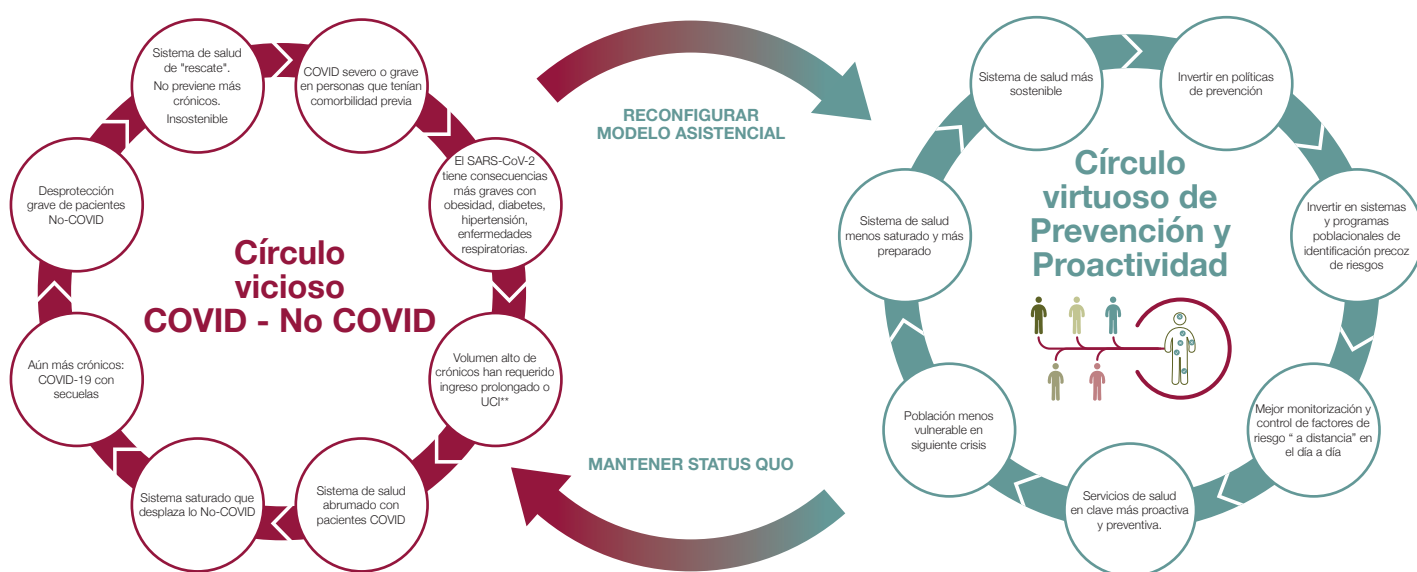 Sistema de salud
de "rescate".
No previene más
crónicos.
Insostenible
COVID severo o grave
en personas que tenían
comorbilidad previa
El SARS-CoV-2
tiene consecuencias
más graves con
obesidad, diabetes,
hipertensión,
enfermedades
respiratorias.
Volumen alto de
crónicos han requerido
ingreso prolongado o
UCI**
Sistema de salud
abrumado con
pacientes COVID
Sistema saturado que
desplaza lo No-COVID
Aún más crónicos:
COVID-19 con
secuelas
Desprotección
grave de pacientes
No-COVID
Círculo
vicioso
COVID - No COVID
RECONFIGURAR
MODELO ASISTENCIAL
MANTENER STATUS QUO
Sistema de salud más
sostenible
Invertir en políticas
de prevención
Invertir en sistemas
y programas
poblacionales de
identificación precoz
de riesgos
Mejor monitorización y
control de factores de
riesgo “ a distancia” en
el día a día
Servicios de salud
en clave más proactiva
y preventiva.
Población menos
vulnerable en
siguiente crisis
Sistema de salud
menos saturado y más
preparado
Círculo
virtuoso de
Prevención y
Proactividad